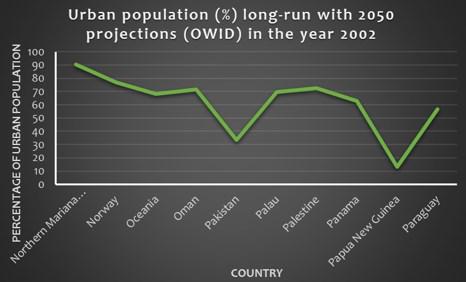 Urban population (%) long-run with 2050
projections (OWID) in the year 2002
PERCENTAGE OF URBAN POPULATION
100
90
80
70
60
50
40
30
20
10
0
Northern Mariana...
Norway
Oceania
Oman
Pakistan
Palau
Palestine
Panama
Papua New Guinea
Paraguay
COUNTRY